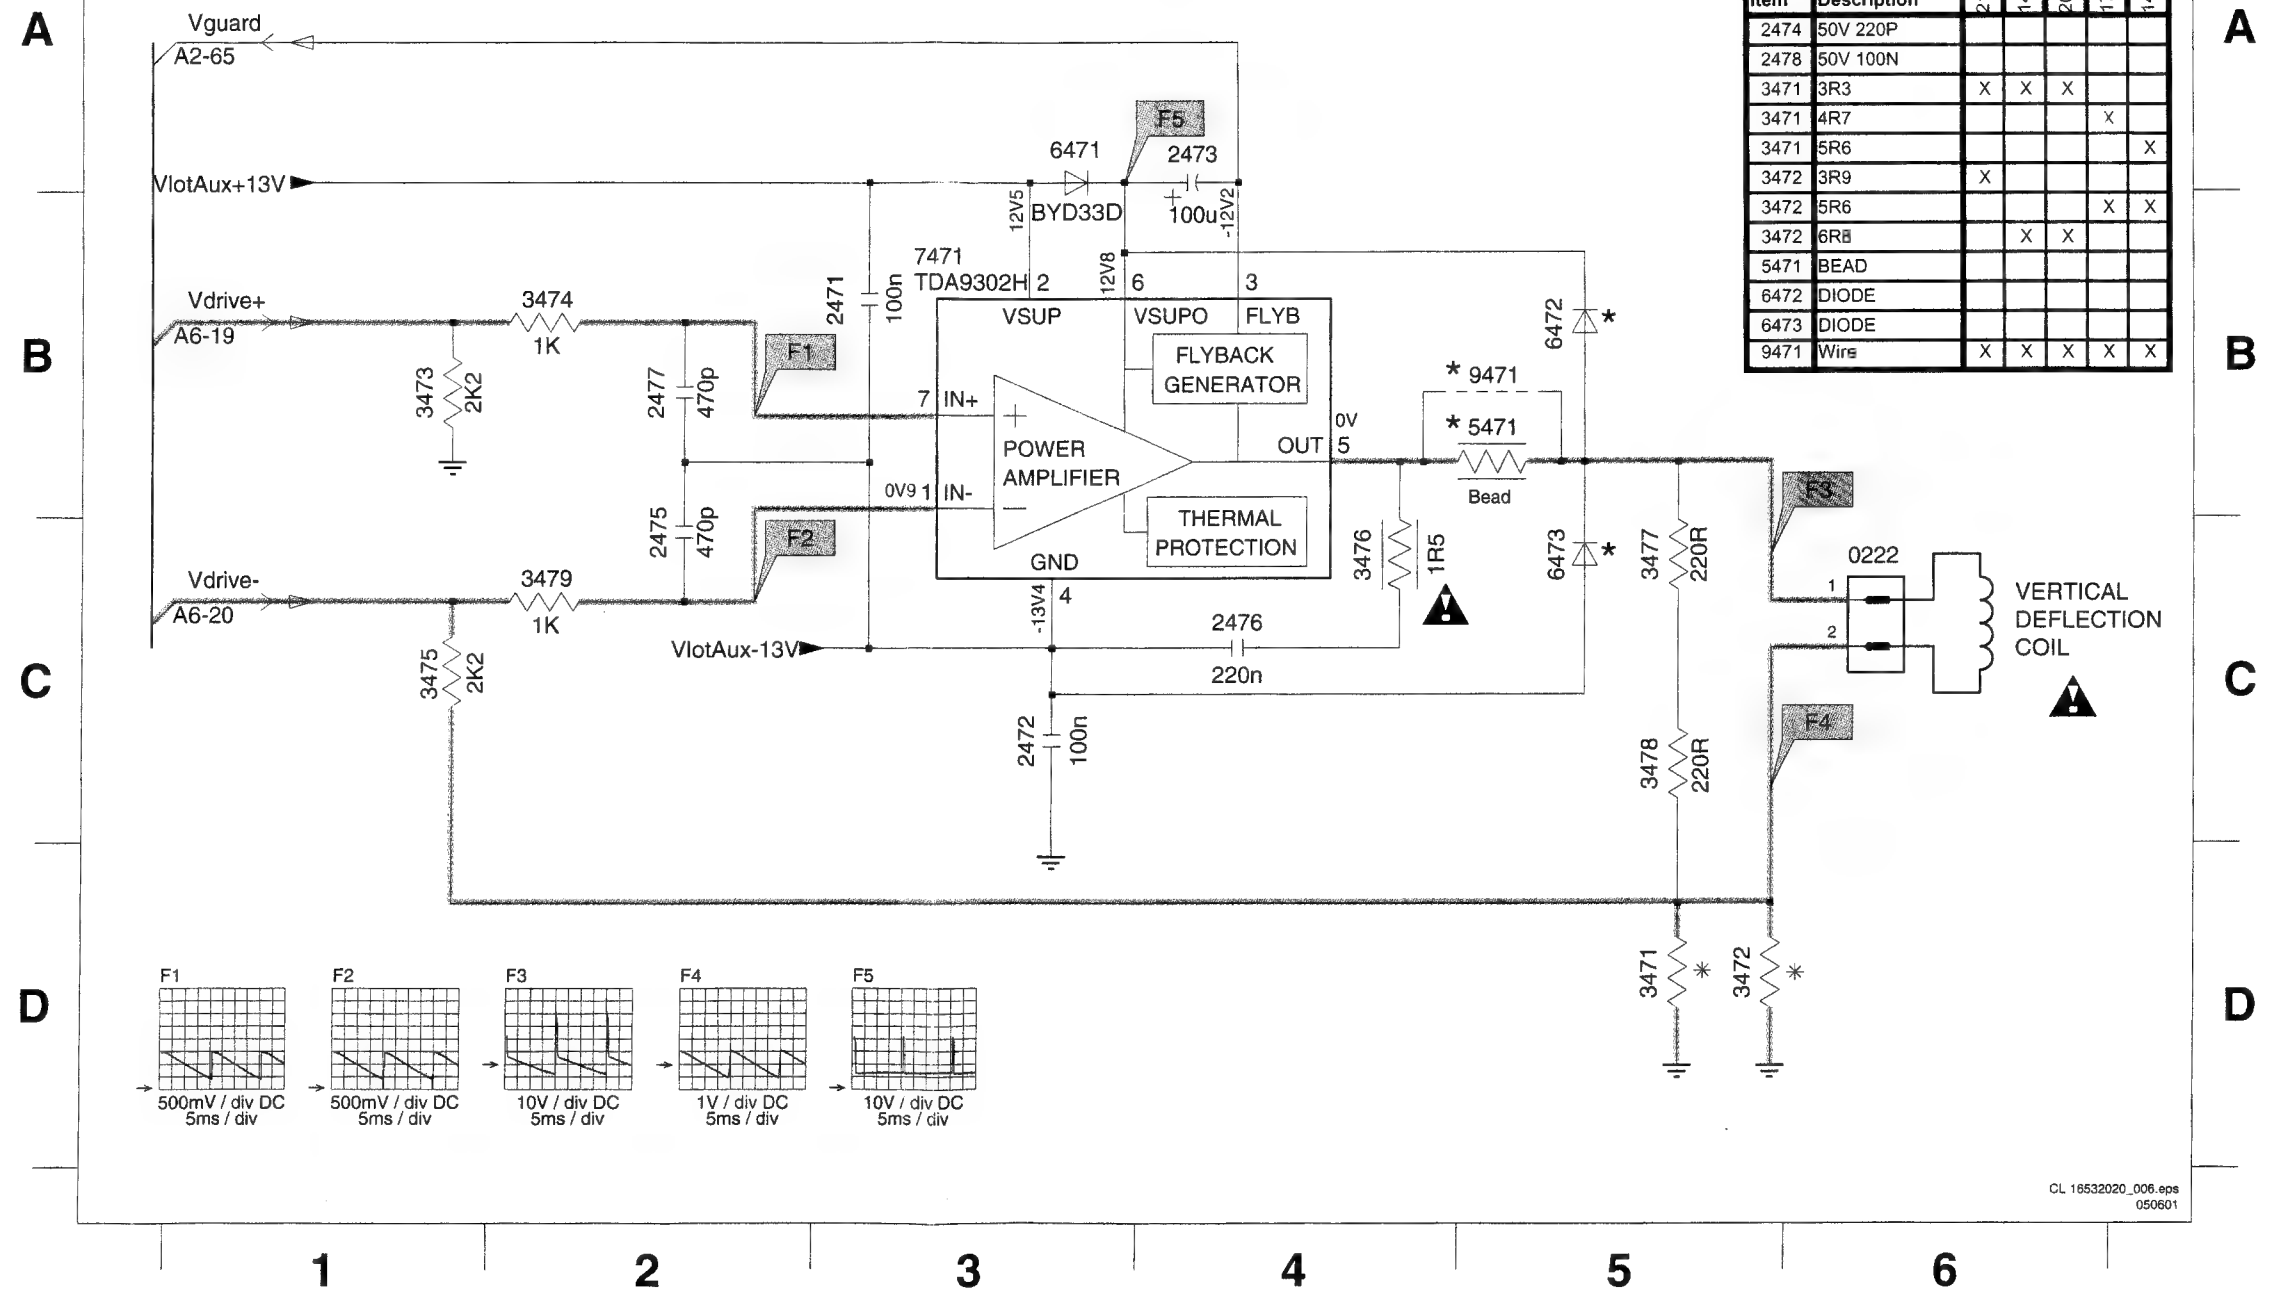 A
Vguard
A2-65
VlotAux+13V
6471
BYD33D
F5
2473
+
100u
12V5
-12V2
12V8
Item Description
2474 50V 220P
2478 50V 100N
3471 3R3 X X X
3471 4R7 X
3471 5R6 X
3472 3R9 X
3472 5R6 X X
3472 6R8 X X
5471 BEAD
6472 DIODE
6473 DIODE
9471 Wire X X X X X
A
B
Vdrive+
A6-19
3474
1K
3473
2K2
2477
470p
F1
2471
100n
7471
TDA9302H
2
6
3
VSUP
VSUPO
FLYB
FLYBACK
GENERATOR
7
IN+
+
POWER
AMPLIFIER
OUT
0V
5
0V9
1
IN-
−
THERMAL
PROTECTION
GND
4
-13V4
* 9471
* 5471
Bead
6472
*
B
2475
470p
F2
Vdrive-
A6-20
3479
1K
3475
2K2
VlotAux-13V
2476
220n
3476
1R5
6473
*
3477
220R
F3
0222
1
2
VERTICAL
DEFLECTION
COIL
C
2472
100n
3478
220R
F4
C
D
3471
*
3472
*
D
F1
500mV / div DC
5ms / div
F2
500mV / div DC
5ms / div
F3
10V / div DC
5ms / div
F4
1V / div DC
5ms / div
F5
10V / div DC
5ms / div
CL 16532020_006.eps
050601
1 2 3 4 5 6